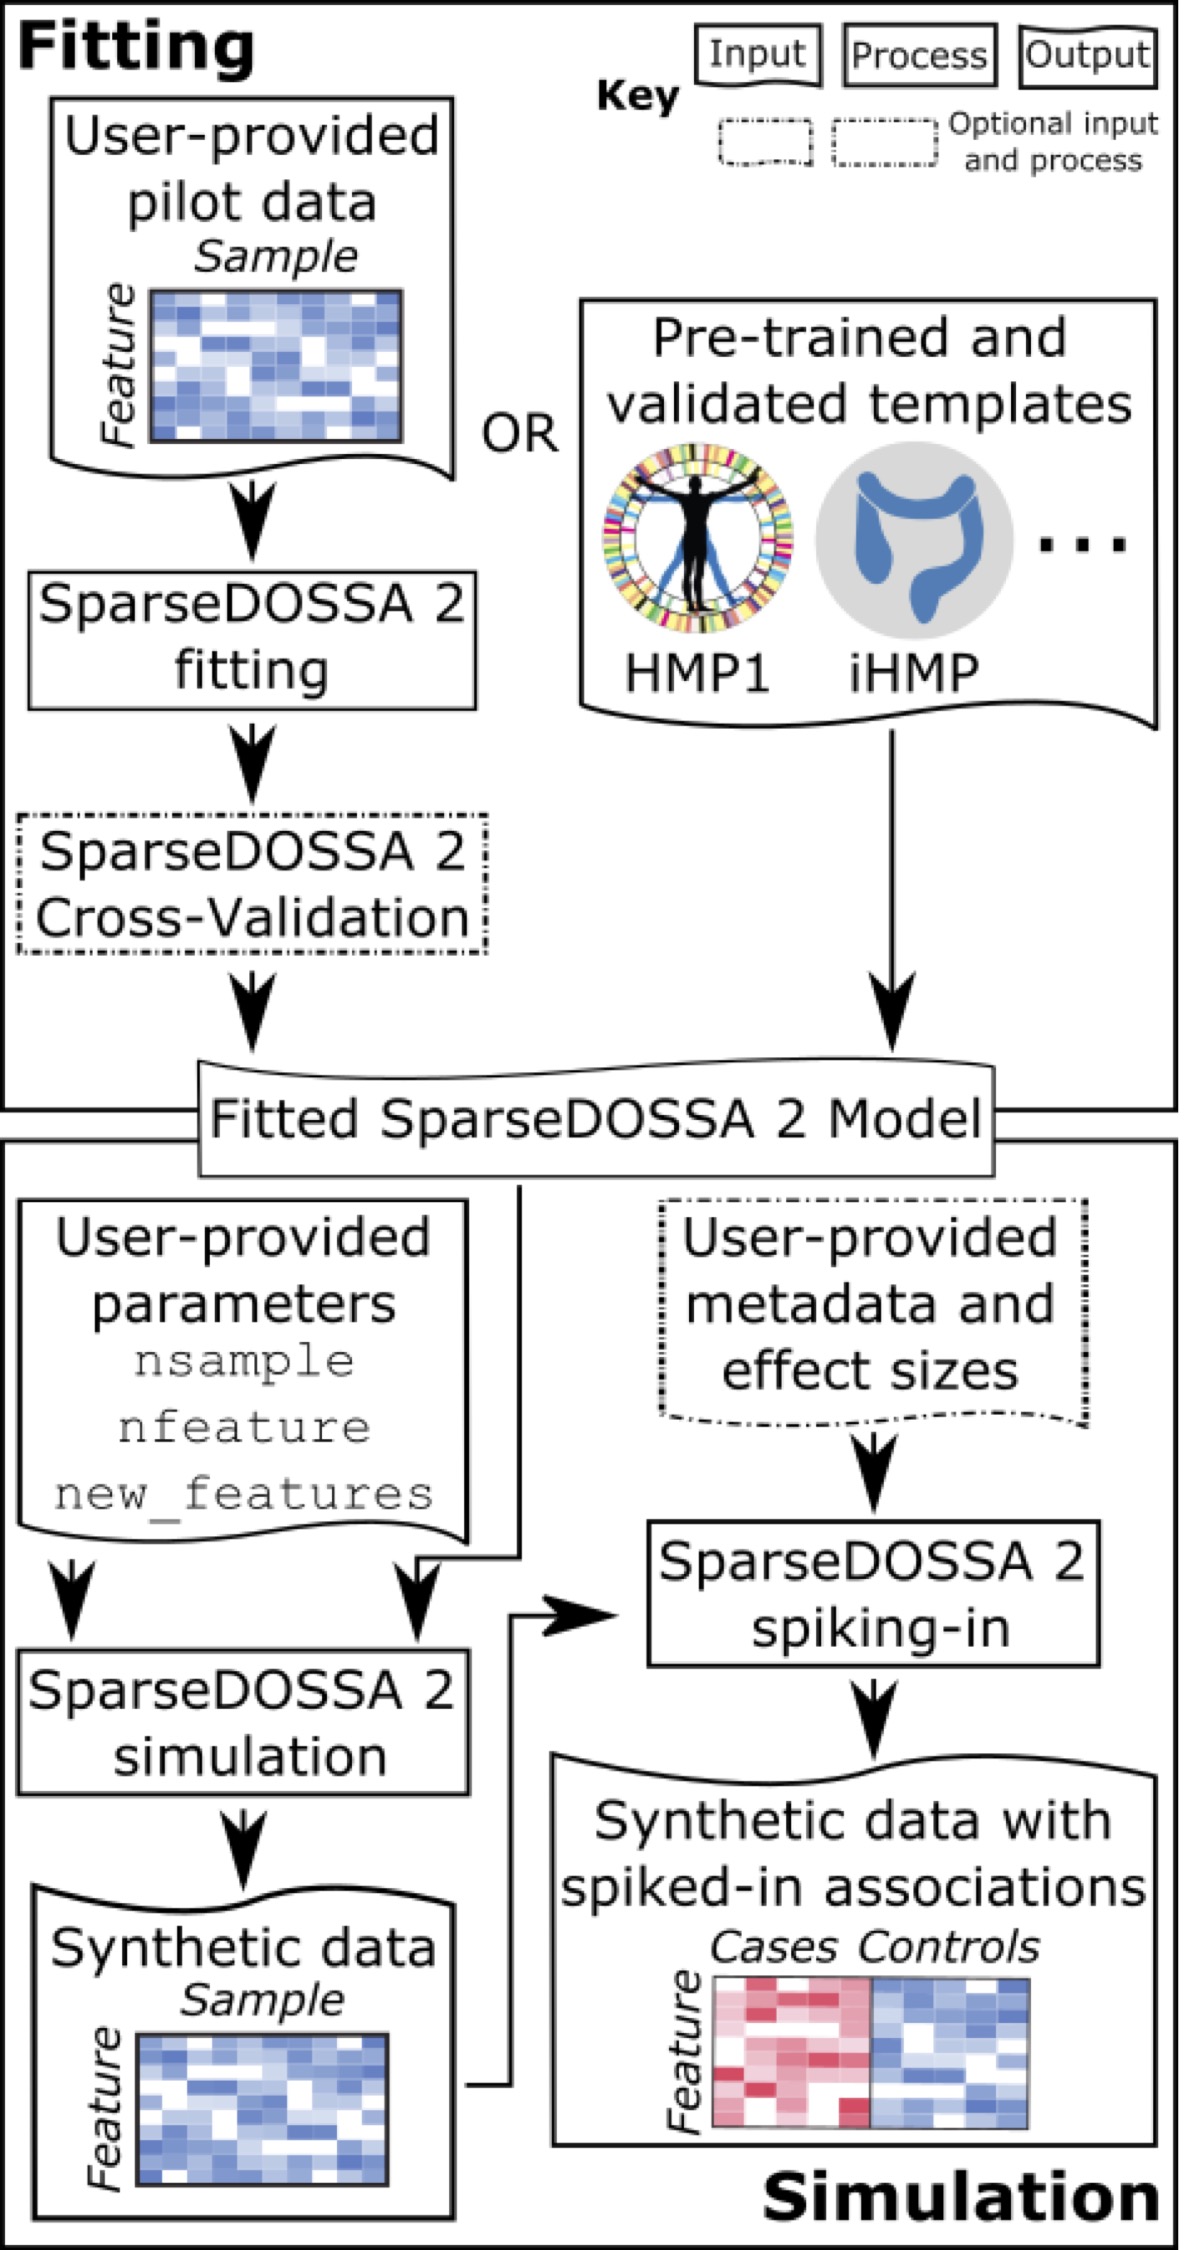 Fitting
Key
Input
Process
Output
Optional input
and process
User-provided
pilot data
Sample
Feature
OR
Pre-trained and
validated templates
HMP1
iHMP
...
SparseDOSSA 2
fitting
SparseDOSSA 2
Cross-Validation
Fitted SparseDOSSA 2 Model
User-provided
parameters
nsample
nfeature
new_features
User-provided
metadata and
effect sizes
SparseDOSSA 2
simulation
SparseDOSSA 2
spiking-in
Synthetic data
Sample
Feature
Synthetic data with
spiked-in associations
Cases Controls
Feature
Simulation